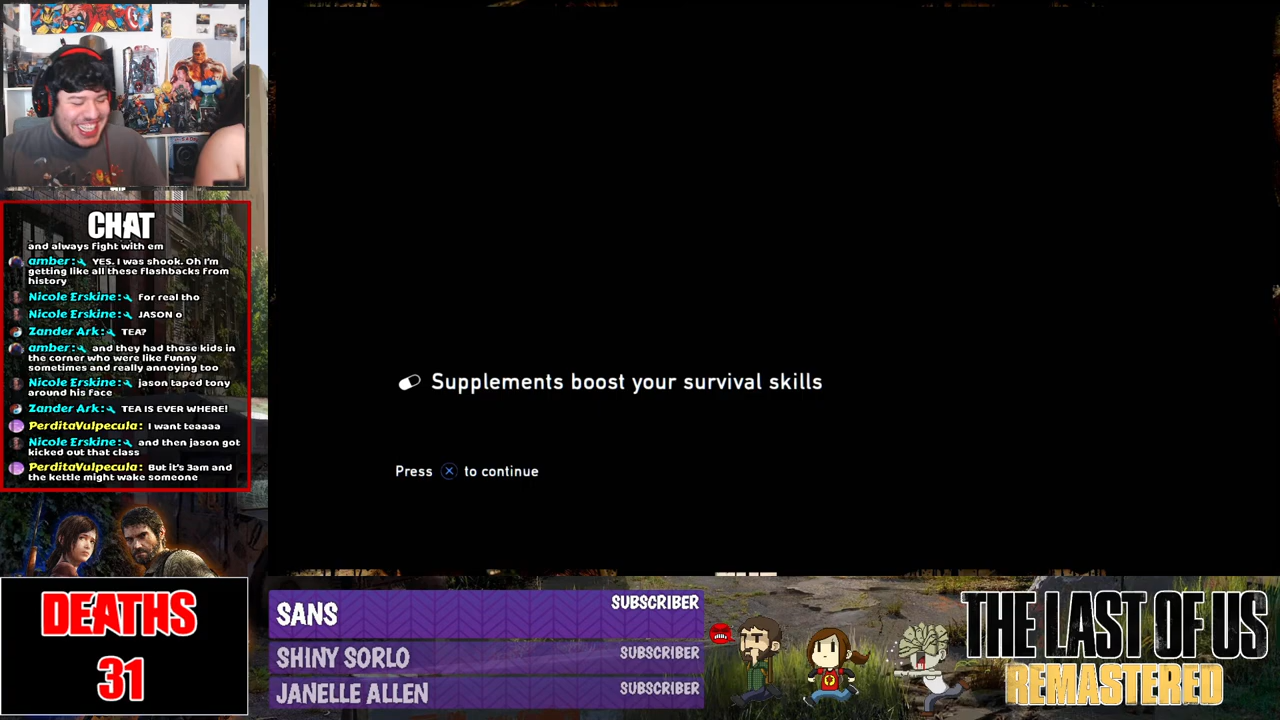 CHAT
and always fight with em
amber: YES. I was shook. Oh I'm
getting like all these flashbacks from
history
Nicole Erskine: for real tho
Nicole Erskine: JASON o
Zander Ark: TEA?
amber: and they had those kids in
the corner who were like funny
sometimes and really annoying too
Nicole Erskine: jason taped tony
around his face
Zander Ark: TEA IS EVER WHERE!
PerditaVulpecula: I want teaaaa
Nicole Erskine: and then jason got
kicked out that class
PerditaVulpecula: But it's 3am and
the kettle might wake someone
Supplements boost your survival skills
Press X to continue
DEATHS
31
SANS SUBSCRIBER
SHINY SORLO SUBSCRIBER
JANELLE ALLEN SUBSCRIBER
THE LAST OF US
REMASTERED